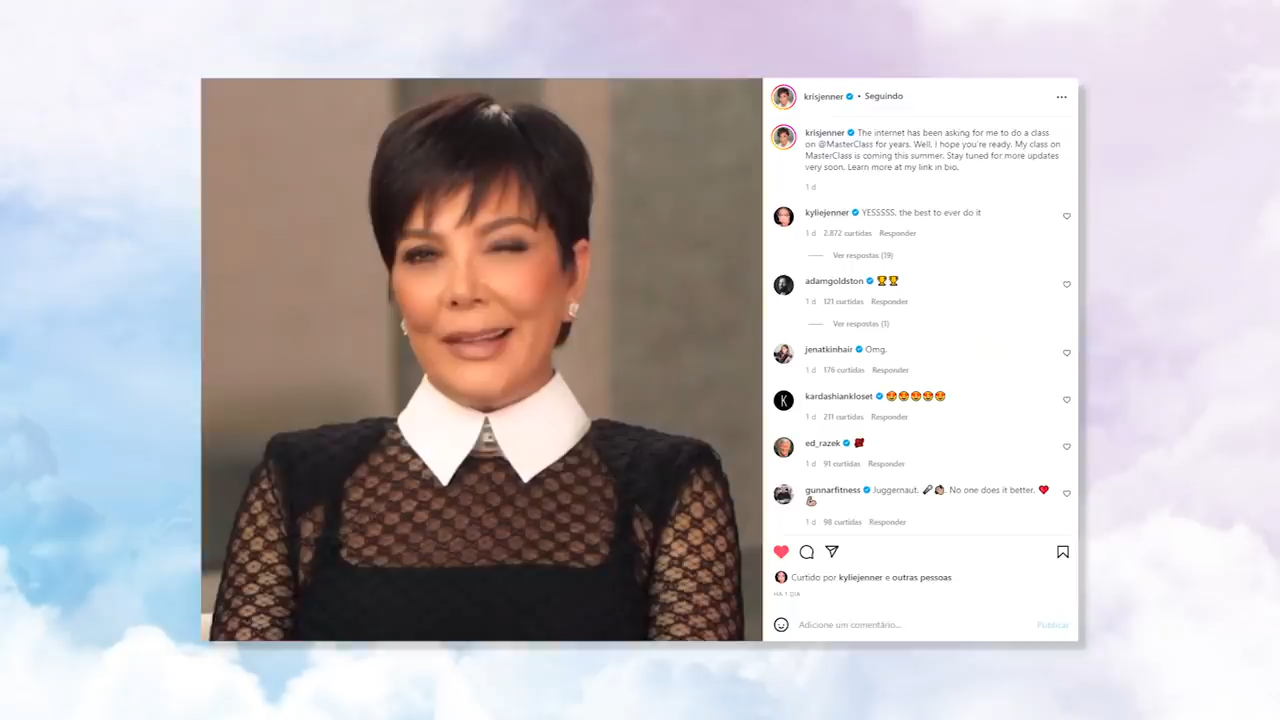 krisjenner • Seguindo
krisjenner The internet has been asking for me to do a class
on @MasterClass for years. Well, I hope you're ready. My class on
MasterClass is coming this summer. Stay tuned for more updates
very soon. Learn more at my link in bio.
1 d
kyliejenner YESSSSS. the best to ever do it
1 d 2.872 curtidas Responder
Ver respostas (19)
adamgoldston 🏆🏆
1 d 121 curtidas Responder
Ver respostas (1)
jenatkinhair Omg.
1 d 176 curtidas Responder
K
kardashiankloset 😍😍😍😍😍
1 d 211 curtidas Responder
ed_razek 🌹
1 d 91 curtidas Responder
gunnarfitness Juggernaut. 🎤 No one does it better. ❤️
💪🏼
1 d 98 curtidas Responder
Curtido por kyliejenner e outras pessoas
HÁ 1 DIA
Adicione um comentário... Publicar